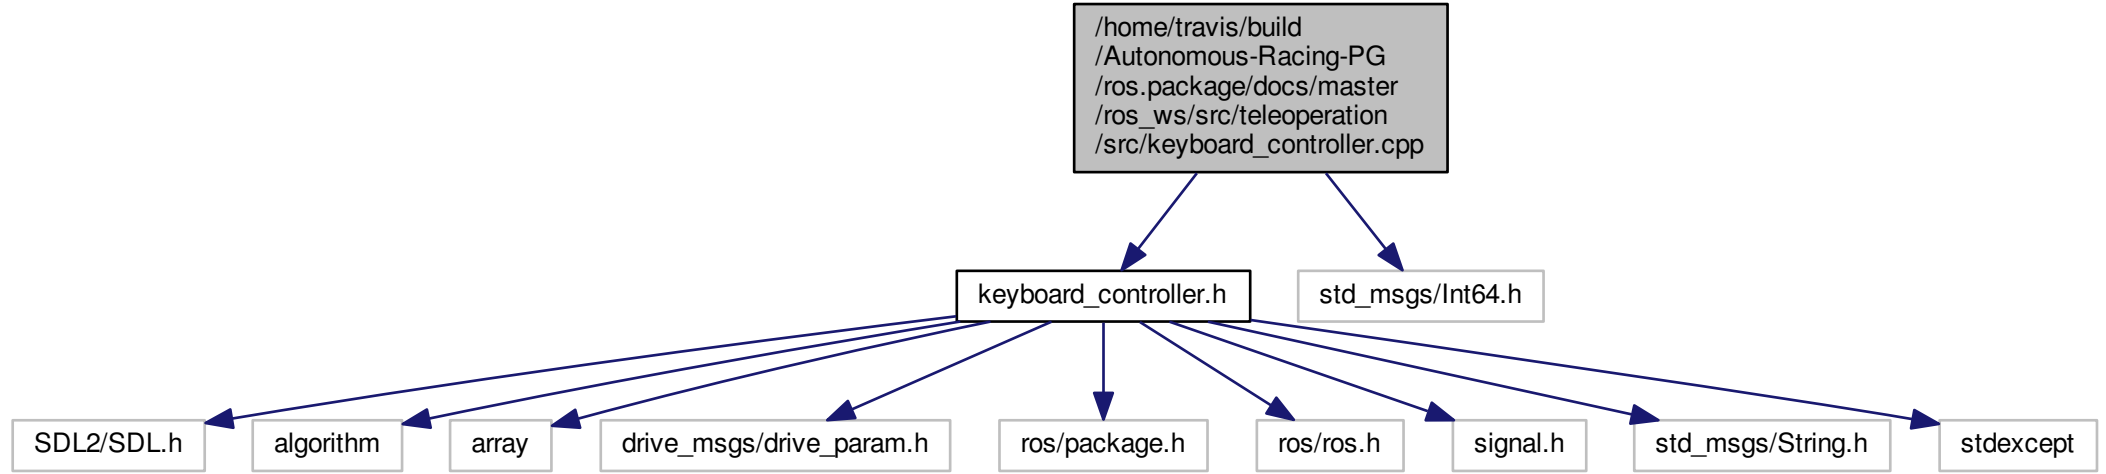 /home/travis/build
/Autonomous-Racing-PG
/ros.package/docs/master
/ros_ws/src/teleoperation
/src/keyboard_controller.cpp
keyboard_controller.h
std_msgs/Int64.h
SDL2/SDL.h
algorithm
array
drive_msgs/drive_param.h
ros/package.h
ros/ros.h
signal.h
std_msgs/String.h
stdexcept